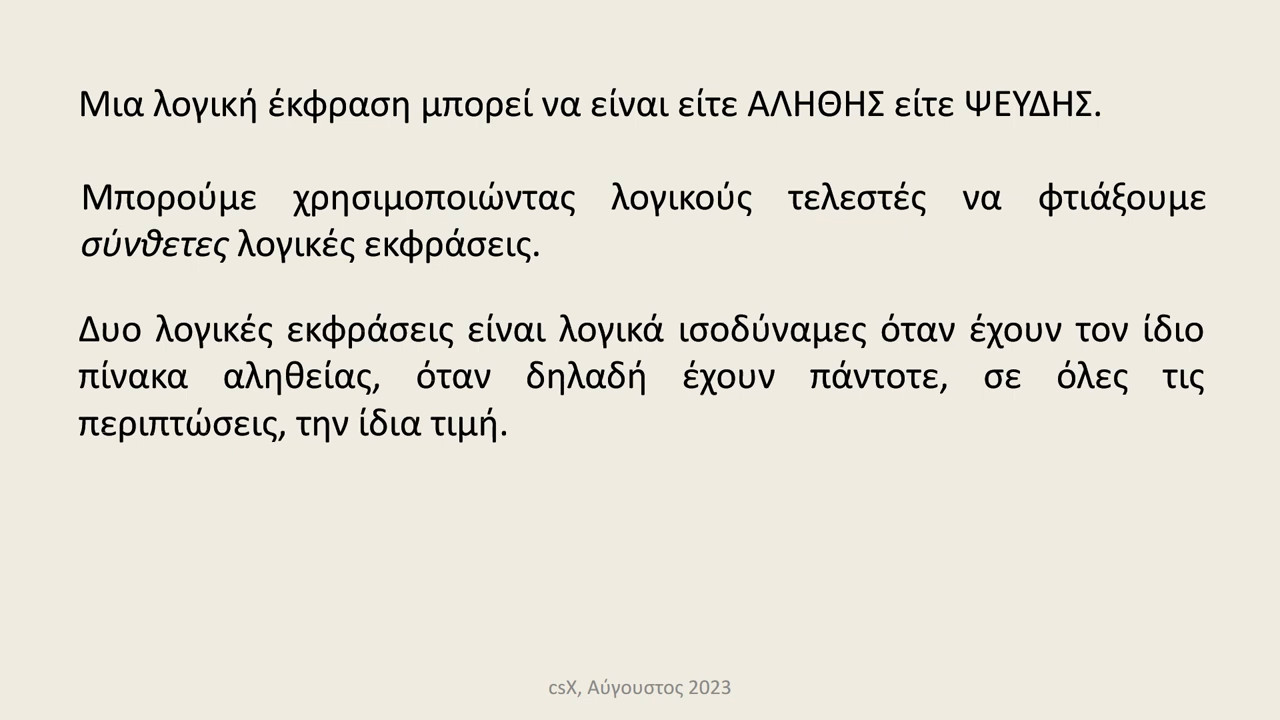 Μια λογική έκφραση μπορεί να είναι είτε ΑΛΗΘΗΣ είτε ΨΕΥΔΗΣ.
Μπορούμε χρησιμοποιώντας λογικούς τελεστές να φτιάξουμε
σύνθετες λογικές εκφράσεις.
Δυο λογικές εκφράσεις είναι λογικά ισοδύναμες όταν έχουν τον ίδιο
πίνακα αληθείας, όταν δηλαδή έχουν πάντοτε, σε όλες τις
περιπτώσεις, την ίδια τιμή.
csX, Αύγουστος 2023